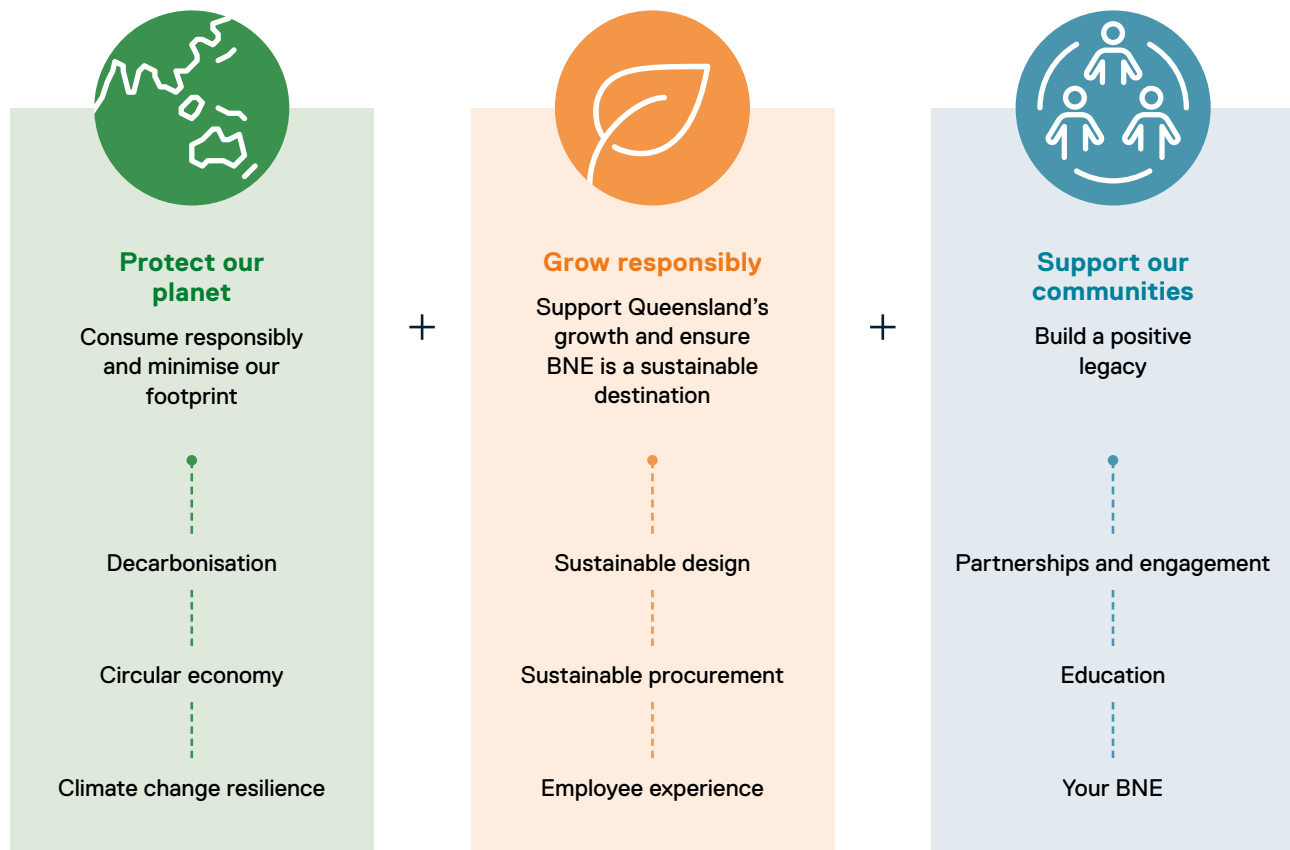 Protect our
planet
Consume responsibly
and minimise our
footprint
Decarbonisation
Circular economy
Climate change resilience
+
Grow responsibly
Support Queensland’s
growth and ensure
BNE is a sustainable
destination
Sustainable design
Sustainable procurement
Employee experience
+
Support our
communities
Build a positive
legacy
Partnerships and engagement
Education
Your BNE